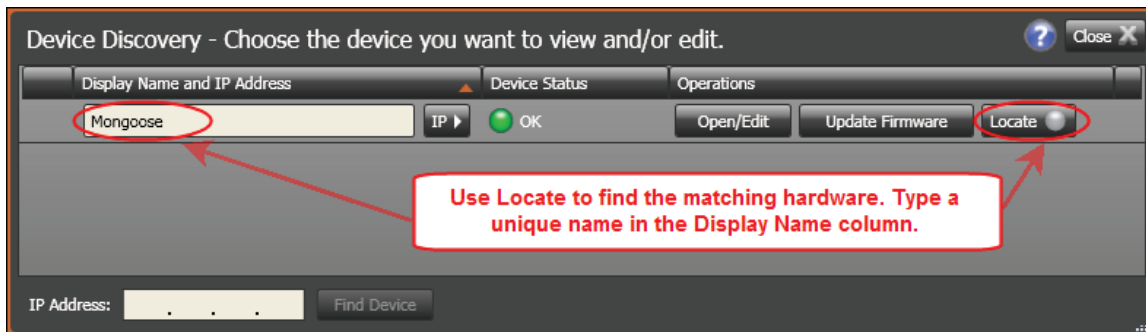 Device Discovery - Choose the device you want to view and/or edit.
? Close X
Display Name and IP Address Device Status Operations
Mongoose IP OK Open/Edit Update Firmware Locate
Use Locate to find the matching hardware. Type a
unique name in the Display Name column.
IP Address: . . . Find Device